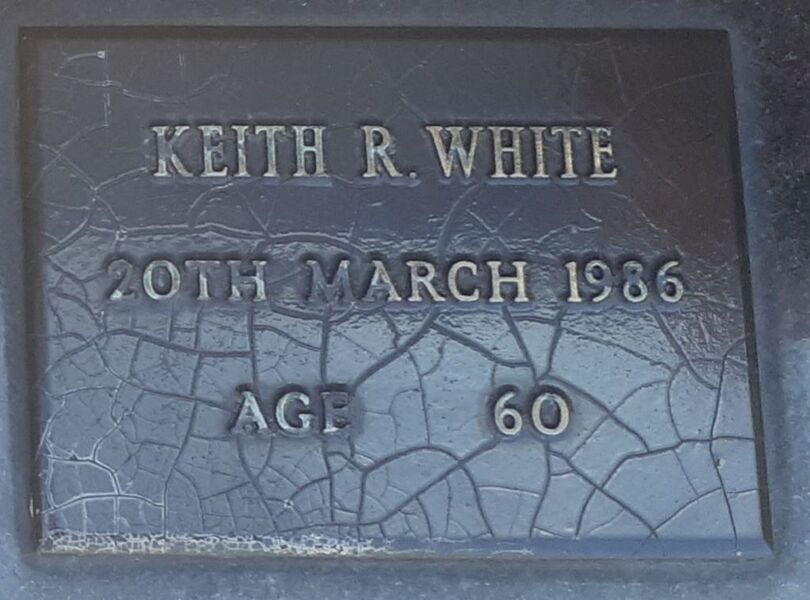 KEITH R. WHITE
20TH MARCH 1986
AGE 60